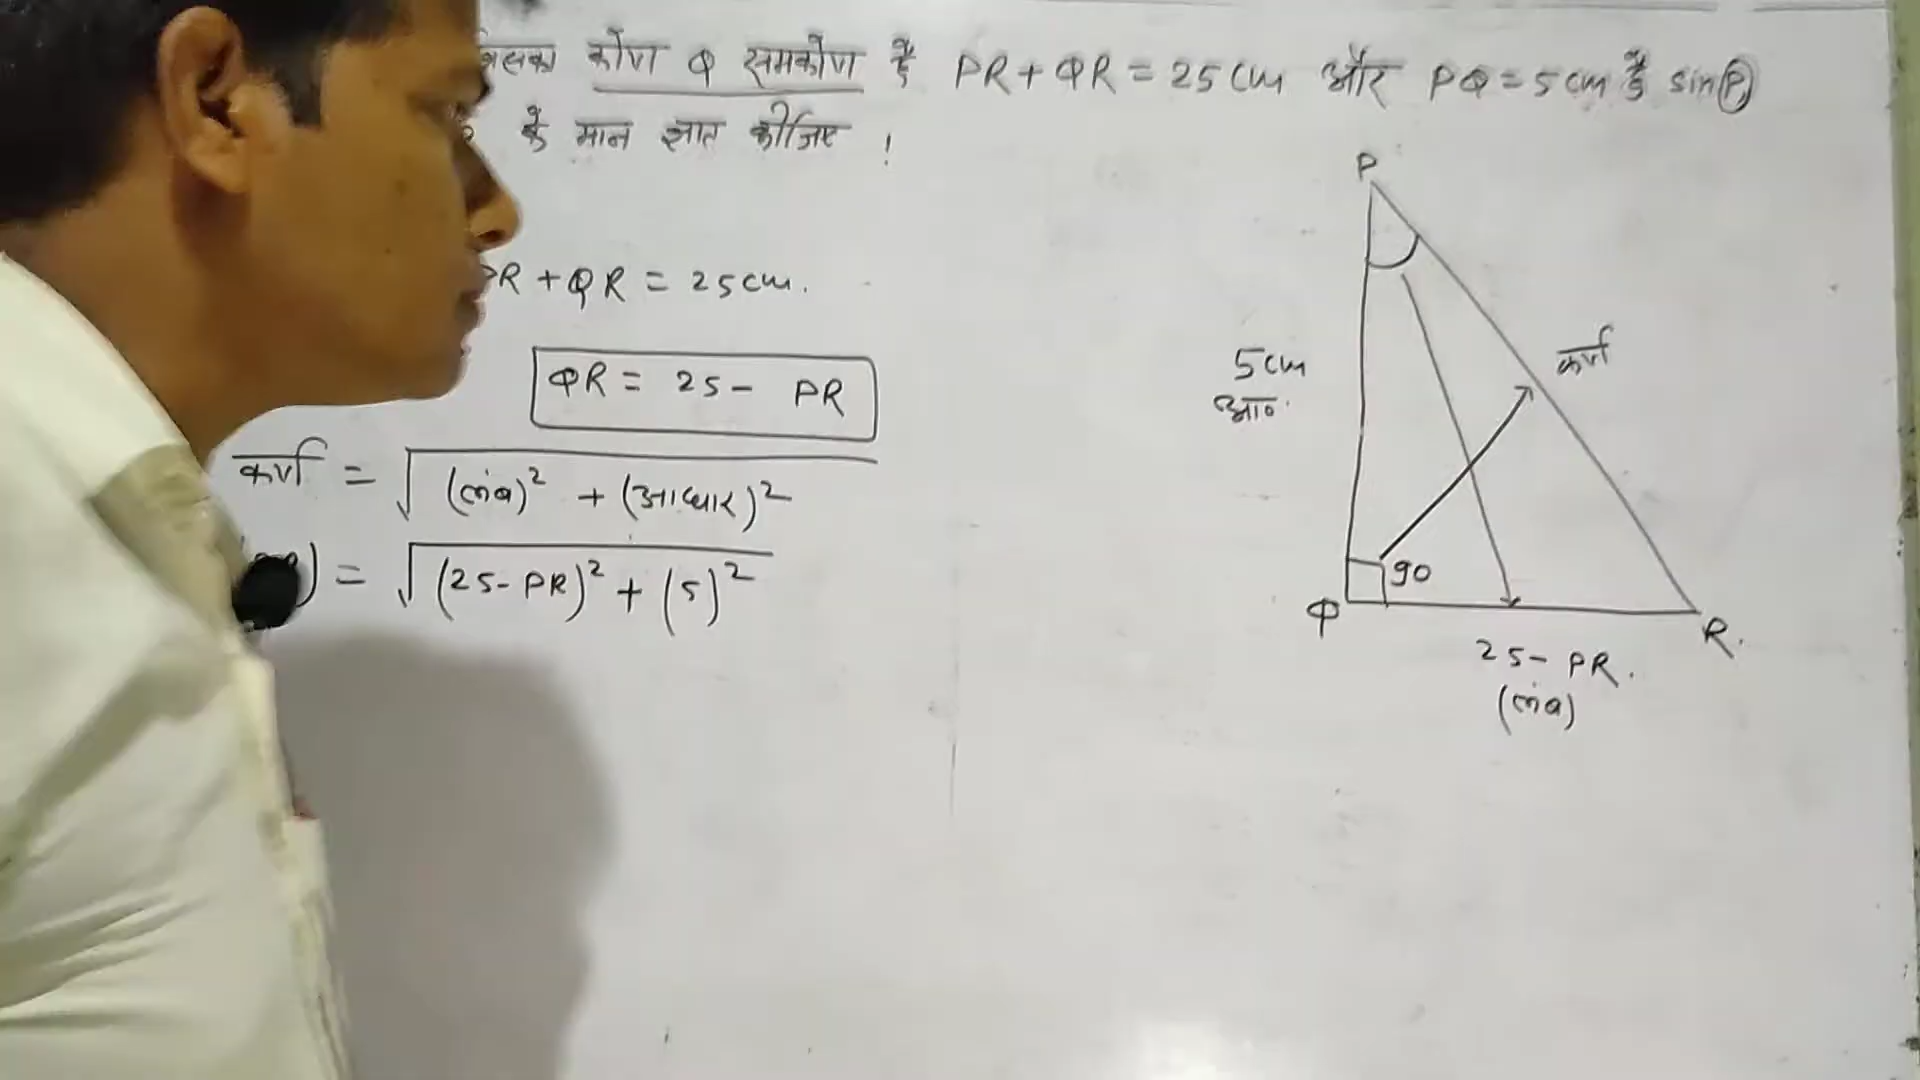 कोण Q समकोण है PR + QR = 25 cm और PQ = 5 cm है sin P,
के मान ज्ञात कीजिए !
R + QR = 25 cm.
QR = 25 - PR
कर्ण = √(लंब)² + (आधार)²
) = √(25 - PR)² + (5)²
P
5 cm
आ०
कर्ण
90
Q
R.
25 - PR.
(लंब)